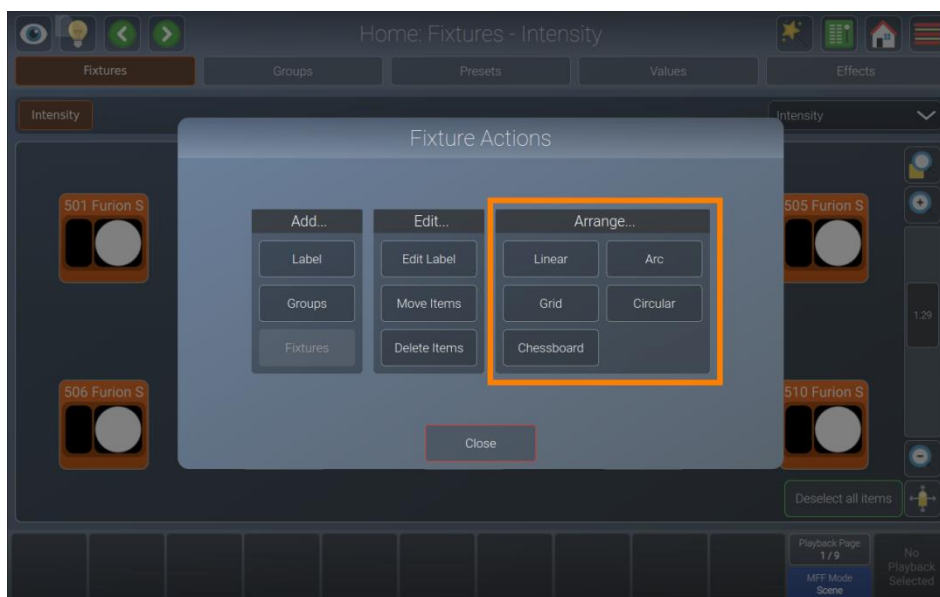 Home: Fixtures - Intensity
Fixtures
Groups
Presets
Values
Effects
Intensity
Intensity
Fixture Actions
501 Furion S
505 Furion S
Add...
Edit...
Arrange...
Label
Edit Label
Linear
Arc
Groups
Move Items
Grid
Circular
1.29
Fixtures
Delete Items
Chessboard
506 Furion S
510 Furion S
Close
Deselect all items
Playback Page
1 / 9
MFF Mode
Scene
No
Playback
Selected